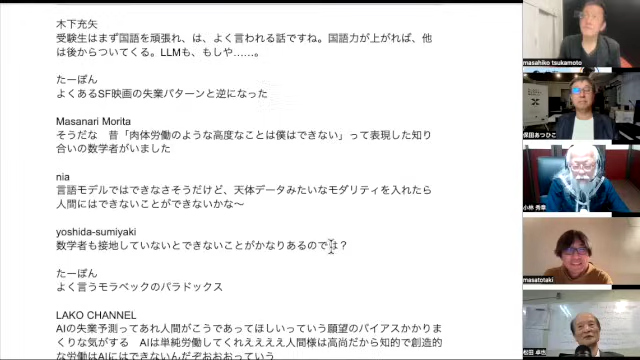 木下充矢
受験生はまず国語を頑張れ、は、よく言われる話ですね。国語力が上がれば、他
は後からついてくる。LLMも、もしや……。
たーぽん
よくあるSF映画の失業パターンと逆になった
Masanari Morita
そうだな 昔「肉体労働のような高度なことは僕はできない」って表現した知り
合いの数学者がいました
nia
言語モデルではできなさそうだけど、天体データみたいなモダリティを入れたら
人間にはできないことができないかな〜
yoshida-sumiyaki
数学者も接地していないとできないことがかなりあるのでは？
たーぽん
よく言うモラベックのパラドックス
LAKO CHANNEL
AIの失業予測ってあれ人間がこうであってほしいっていう願望のバイアスかかりま
くりな気がする AIは単純労働してくれえええ人間様は高尚だから知的で創造的
な労働はAIにはできないんだぞおおおっていう
masahiko tsukamoto
保田あつひこ
小林 秀章
masatotaki
松田 卓也